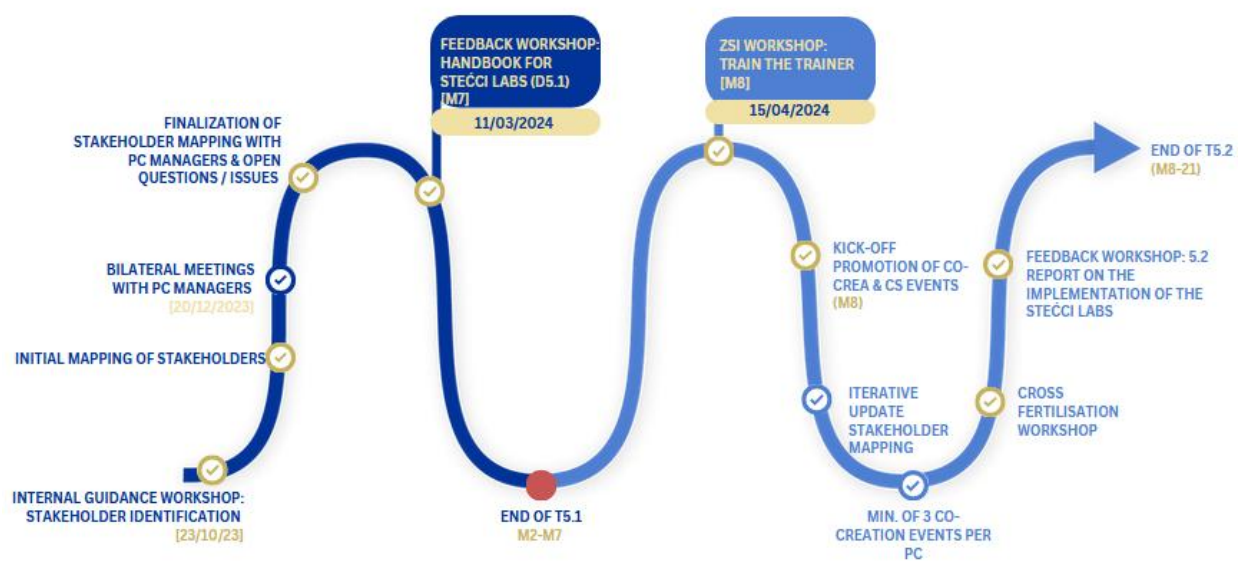 INTERNAL GUIDANCE WORKSHOP:
STAKEHOLDER IDENTIFICATION
[23/10/23]
INITIAL MAPPING OF STAKEHOLDERS
BILATERAL MEETINGS
WITH PC MANAGERS
[20/12/2023]
FINALIZATION OF
STAKEHOLDER MAPPING WITH
PC MANAGERS & OPEN
QUESTIONS / ISSUES
FEEDBACK WORKSHOP:
HANDBOOK FOR
STEĆCI LABS (D5.1)
[M7]
11/03/2024
END OF T5.1
M2-M7
ZSI WORKSHOP:
TRAIN THE TRAINER
[M8]
15/04/2024
KICK-OFF
PROMOTION OF CO-
CREA & CS EVENTS
(M8)
ITERATIVE
UPDATE
STAKEHOLDER
MAPPING
MIN. OF 3 CO-
CREATION EVENTS PER
PC
CROSS
FERTILISATION
WORKSHOP
FEEDBACK WORKSHOP: 5.2
REPORT ON THE
IMPLEMENTATION OF THE
STEĆCI LABS
END OF T5.2
(M8-21)